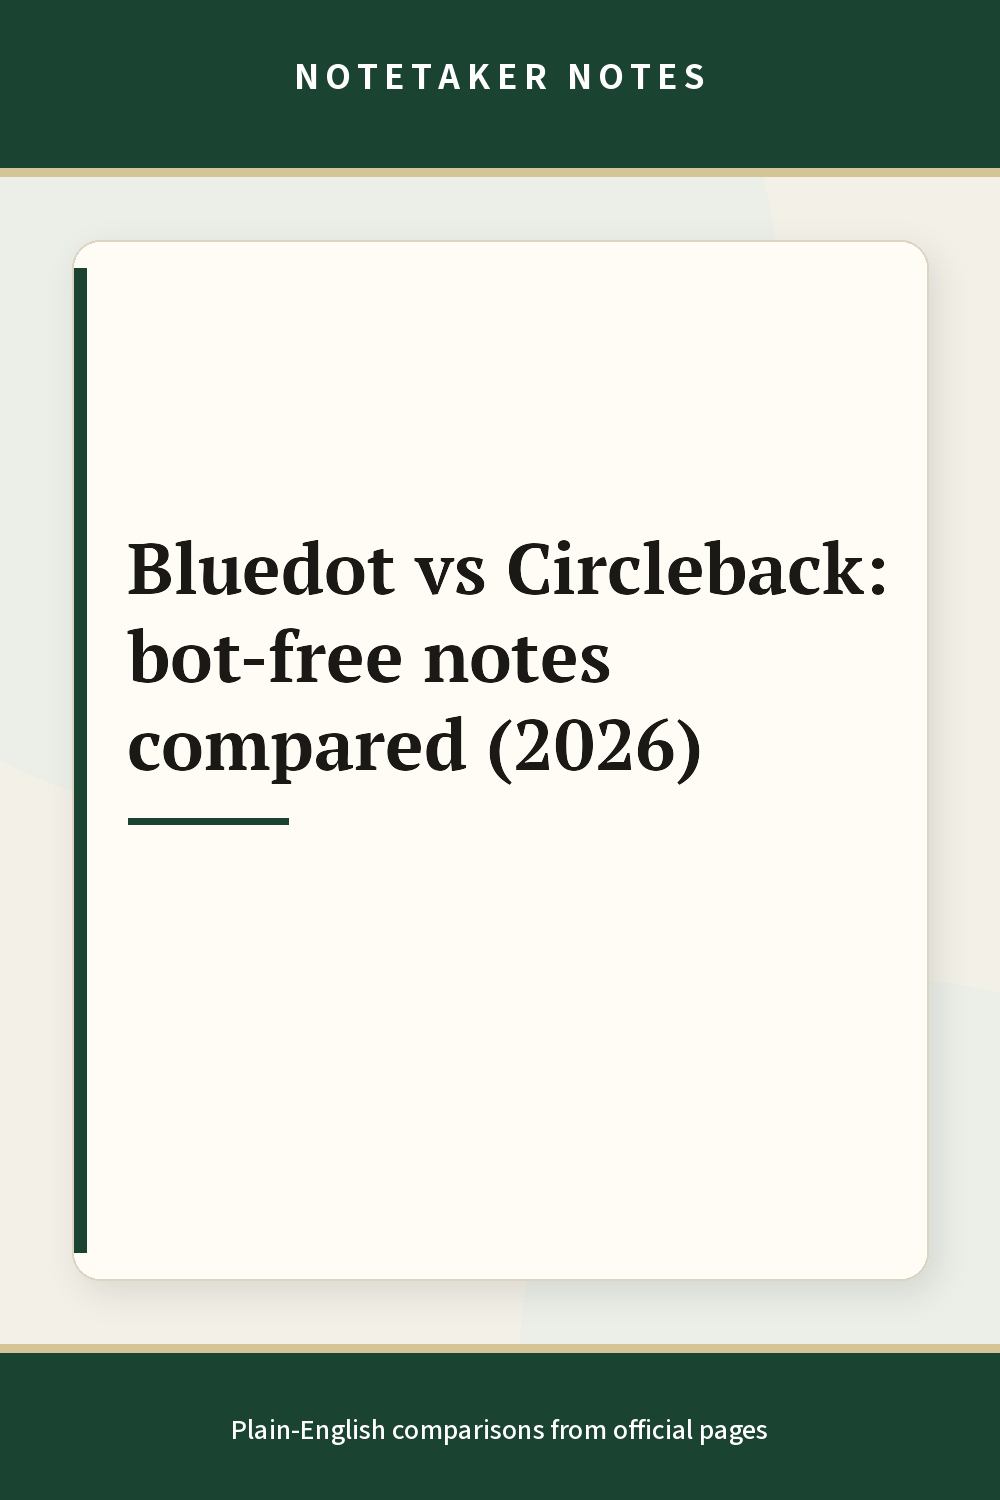 NOTETAKER NOTES
Bluedot vs Circleback:
bot-free notes
compared (2026)
Plain-English comparisons from official pages